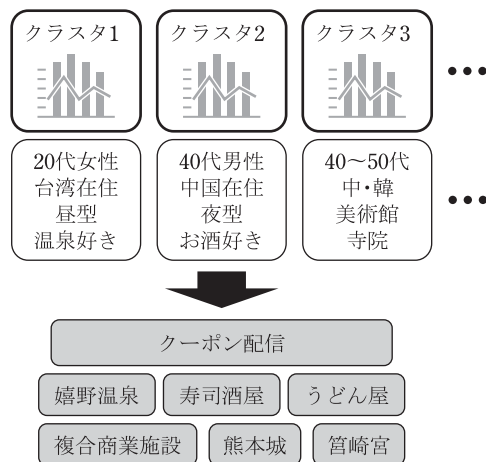 クラスタ1
クラスタ2
クラスタ3
•••
20代女性
台湾在住
昼型
温泉好き
40代男性
中国在住
夜型
お酒好き
40〜50代
中・韓
美術館
寺院
•••
クーポン配信
嬉野温泉
寿司酒屋
うどん屋
複合商業施設
熊本城
筥崎宮